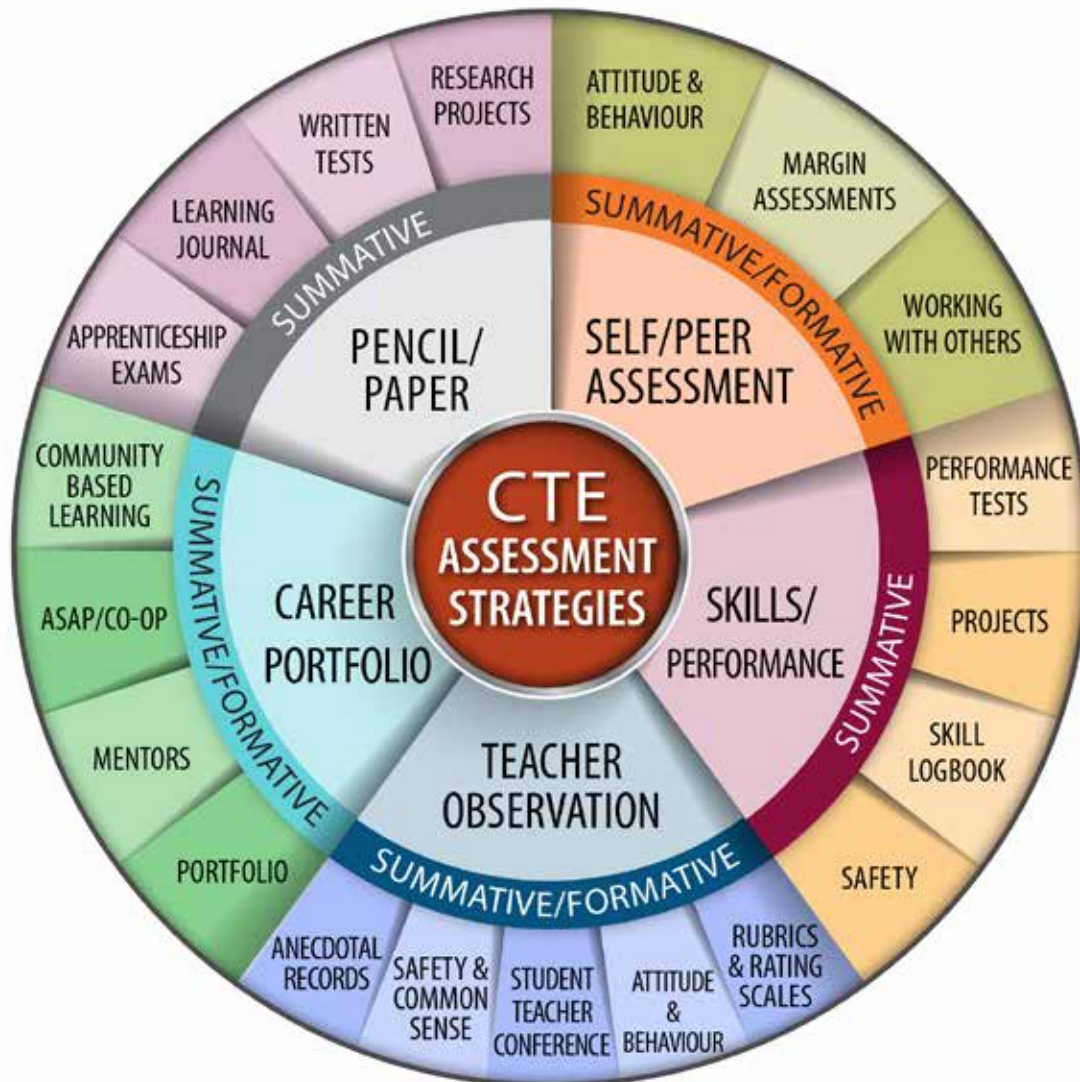 CTE
ASSESSMENT
STRATEGIES
PENCIL/
PAPER
SUMMATIVE
APPRENTICESHIP
EXAMS
LEARNING
JOURNAL
WRITTEN
TESTS
RESEARCH
PROJECTS
SELF/PEER
ASSESSMENT
SUMMATIVE/FORMATIVE
ATTITUDE &
BEHAVIOUR
MARGIN
ASSESSMENTS
WORKING
WITH OTHERS
SKILLS/
PERFORMANCE
SUMMATIVE
PERFORMANCE
TESTS
PROJECTS
SKILL
LOGBOOK
SAFETY
TEACHER
OBSERVATION
SUMMATIVE/FORMATIVE
RUBRICS
& RATING
SCALES
ATTITUDE
&
BEHAVIOUR
STUDENT
TEACHER
CONFERENCE
SAFETY &
COMMON
SENSE
ANECDOTAL
RECORDS
CAREER
PORTFOLIO
SUMMATIVE/FORMATIVE
PORTFOLIO
MENTORS
ASAP/CO-OP
COMMUNITY
BASED
LEARNING